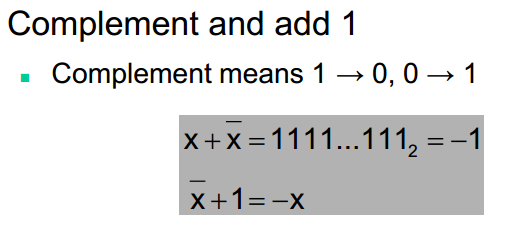 Complement and add 1
▪ Complement means 1 → 0, 0 → 1
x + x̅ = 1111...111₂ = −1
x̅ + 1 = −x